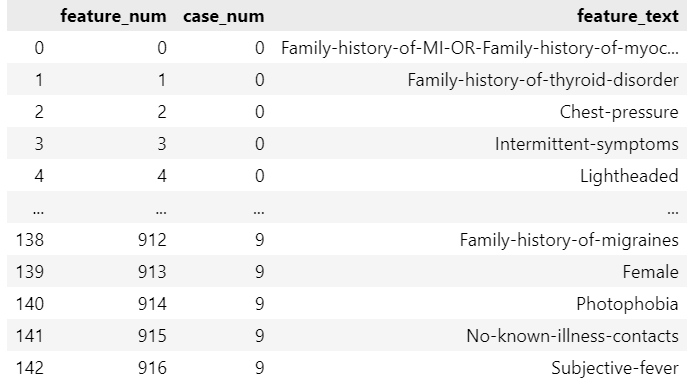 feature_num case_num feature_text
0 0 0 Family-history-of-MI-OR-Family-history-of-myoc...
1 1 0 Family-history-of-thyroid-disorder
2 2 0 Chest-pressure
3 3 0 Intermittent-symptoms
4 4 0 Lightheaded
... ... ... ...
138 912 9 Family-history-of-migraines
139 913 9 Female
140 914 9 Photophobia
141 915 9 No-known-illness-contacts
142 916 9 Subjective-fever